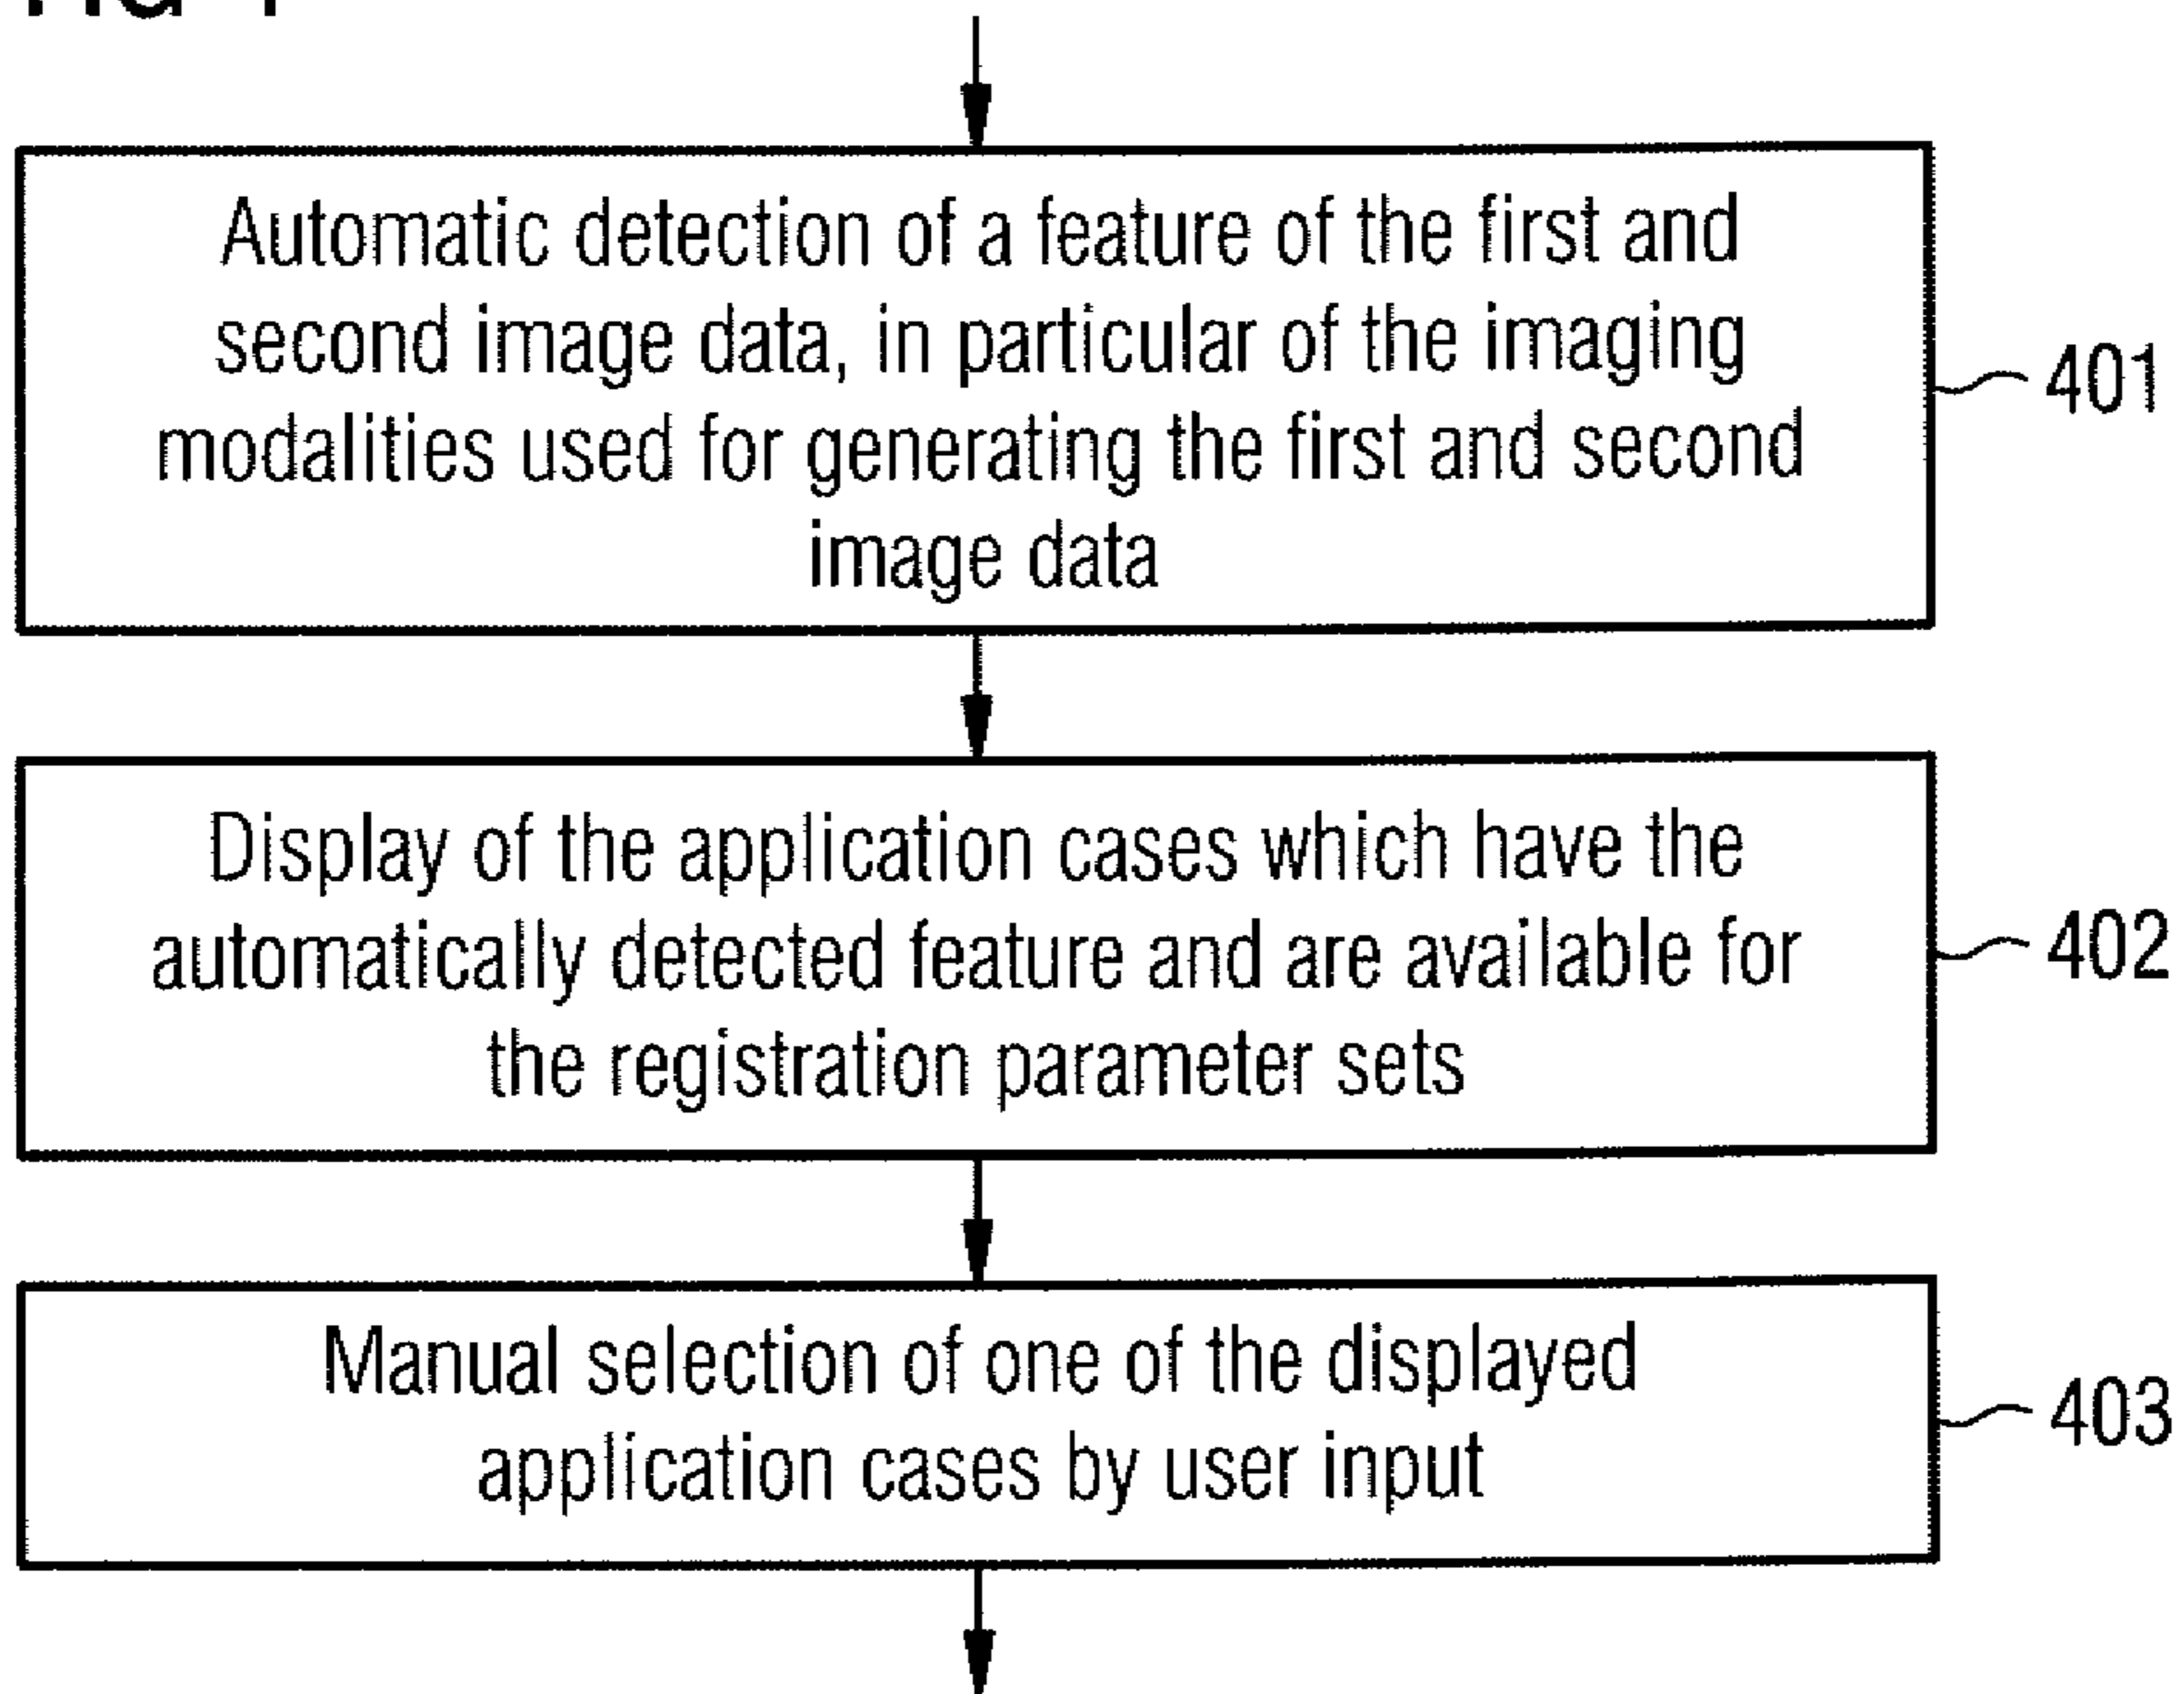 Automatic detection of a feature of the first and
second image data, in particular of the imaging
modalities used for generating the first and second
image data
401
Display of the application cases which have the
automatically detected feature and are available for
the registration parameter sets
402
Manual selection of one of the displayed
application cases by user input
403